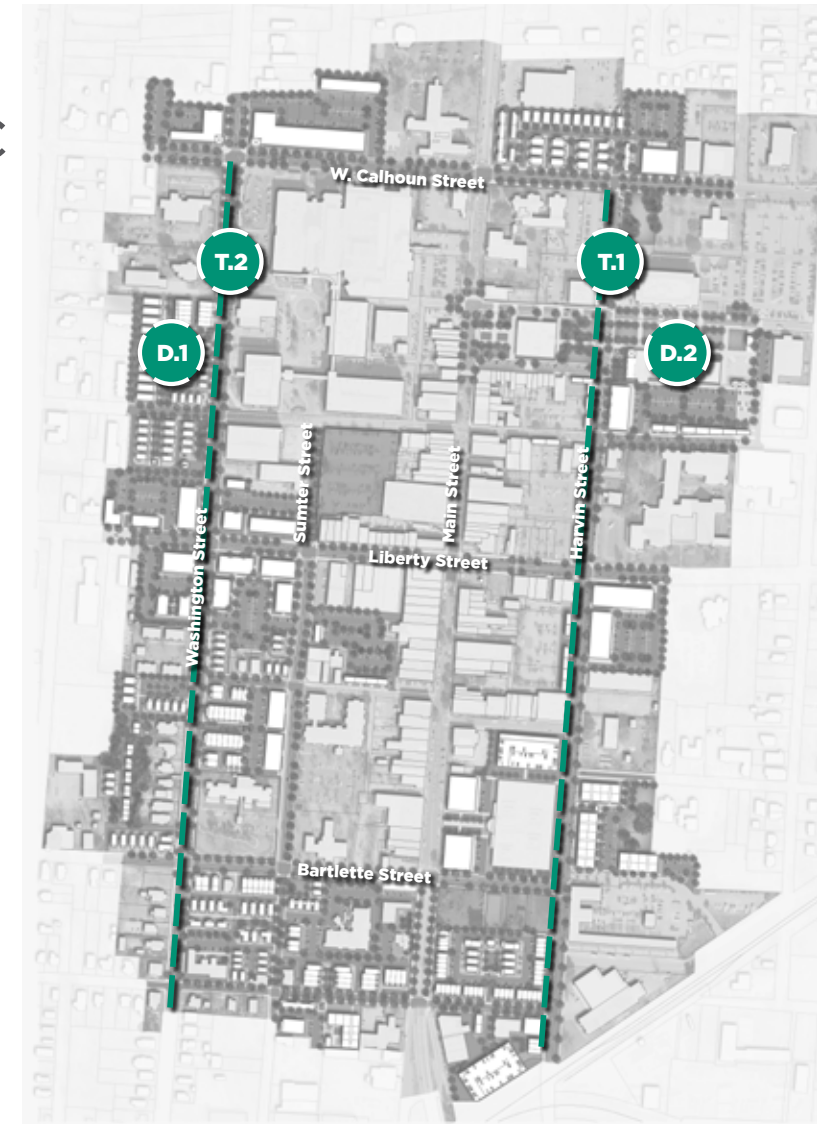 W. Calhoun Street
T.2
T.1
D.1
D.2
Sumter Street
Main Street
Harvin Street
Washington Street
Liberty Street
Bartlette Street